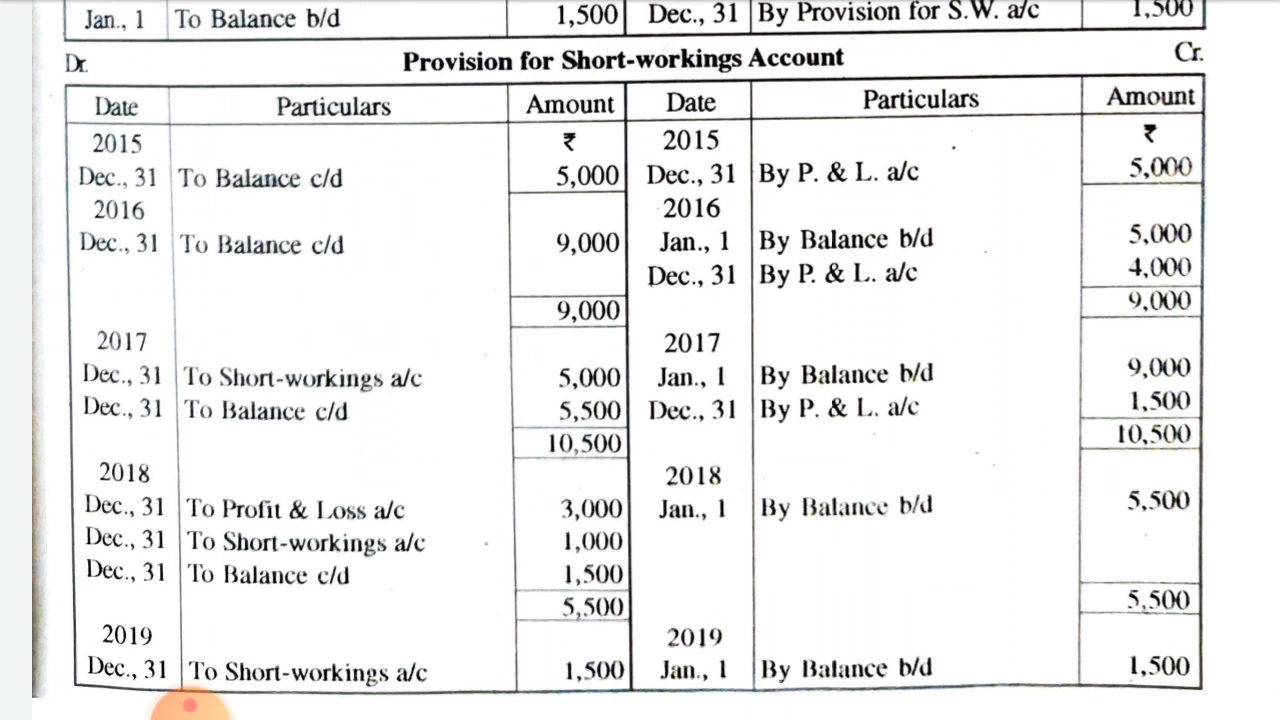 Jan., 1 To Balance b/d 1,500 Dec., 31 By Provision for S.W. a/c 1,500
Dr. Provision for Short-workings Account Cr.
Date Particulars Amount Date Particulars Amount
2015 ₹ 2015 ₹
Dec., 31 To Balance c/d 5,000 Dec., 31 By P. & L. a/c 5,000
2016 2016
Dec., 31 To Balance c/d 9,000 Jan., 1 By Balance b/d 5,000
Dec., 31 By P. & L. a/c 4,000
9,000 9,000
2017 2017
Dec., 31 To Short-workings a/c 5,000 Jan., 1 By Balance b/d 9,000
Dec., 31 To Balance c/d 5,500 Dec., 31 By P. & L. a/c 1,500
10,500 10,500
2018 2018
Dec., 31 To Profit & Loss a/c 3,000 Jan., 1 By Balance b/d 5,500
Dec., 31 To Short-workings a/c 1,000
Dec., 31 To Balance c/d 1,500
5,500 5,500
2019 2019
Dec., 31 To Short-workings a/c 1,500 Jan., 1 By Balance b/d 1,500